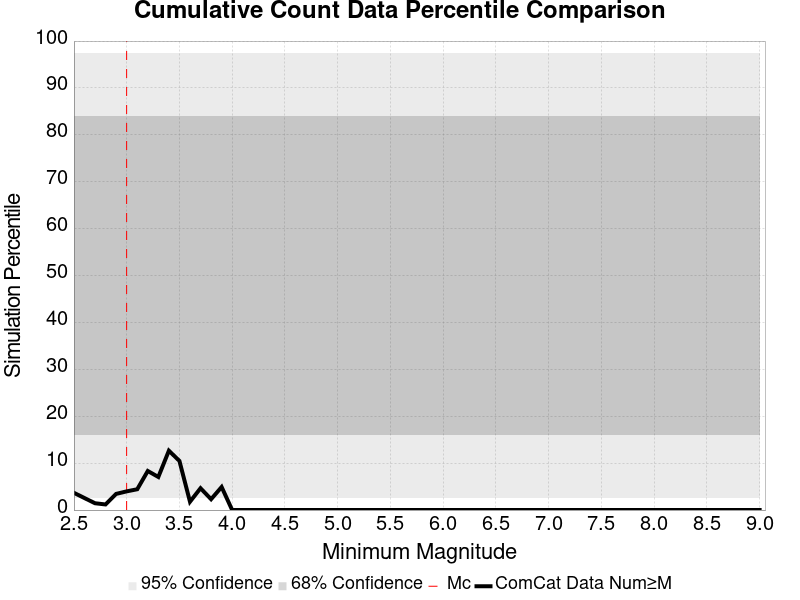 Cumulative Count Data Percentile Comparison
100
90
80
70
60
50
40
30
20
10
0
Simulation Percentile
2.5 3.0 3.5 4.0 4.5 5.0 5.5 6.0 6.5 7.0 7.5 8.0 8.5 9.0
Minimum Magnitude
95% Confidence 68% Confidence Mc ComCat Data Num≥M